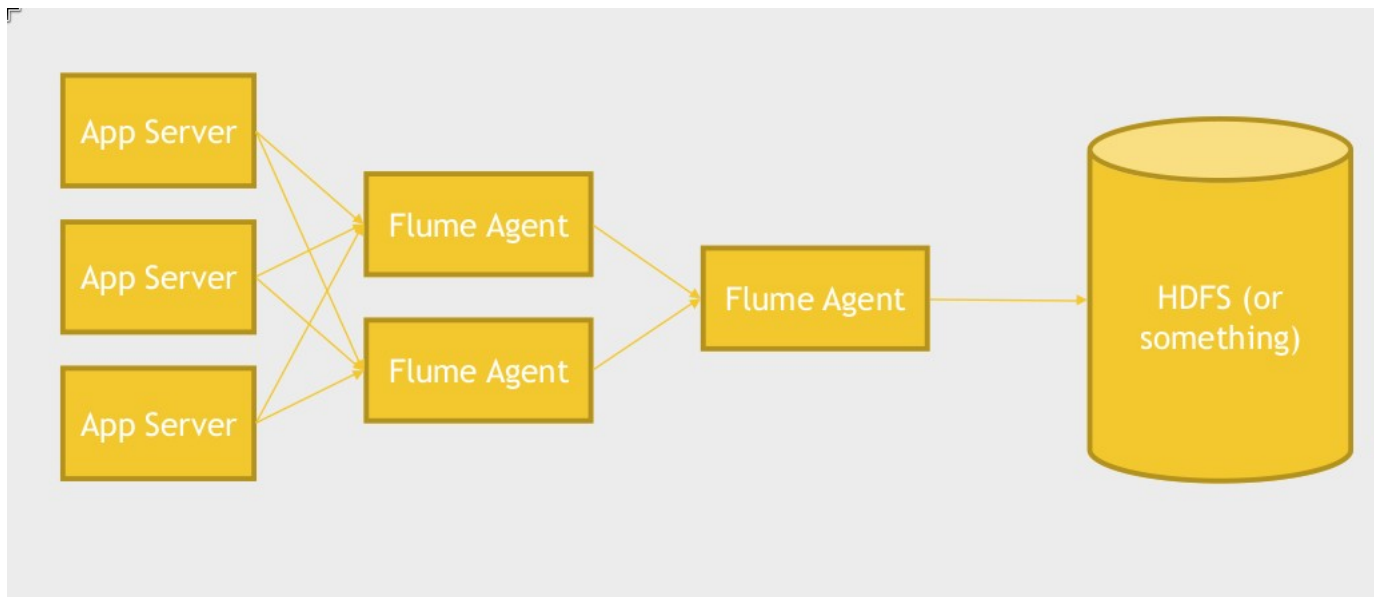 App Server
App Server
App Server
Flume Agent
Flume Agent
Flume Agent
HDFS (or
something)